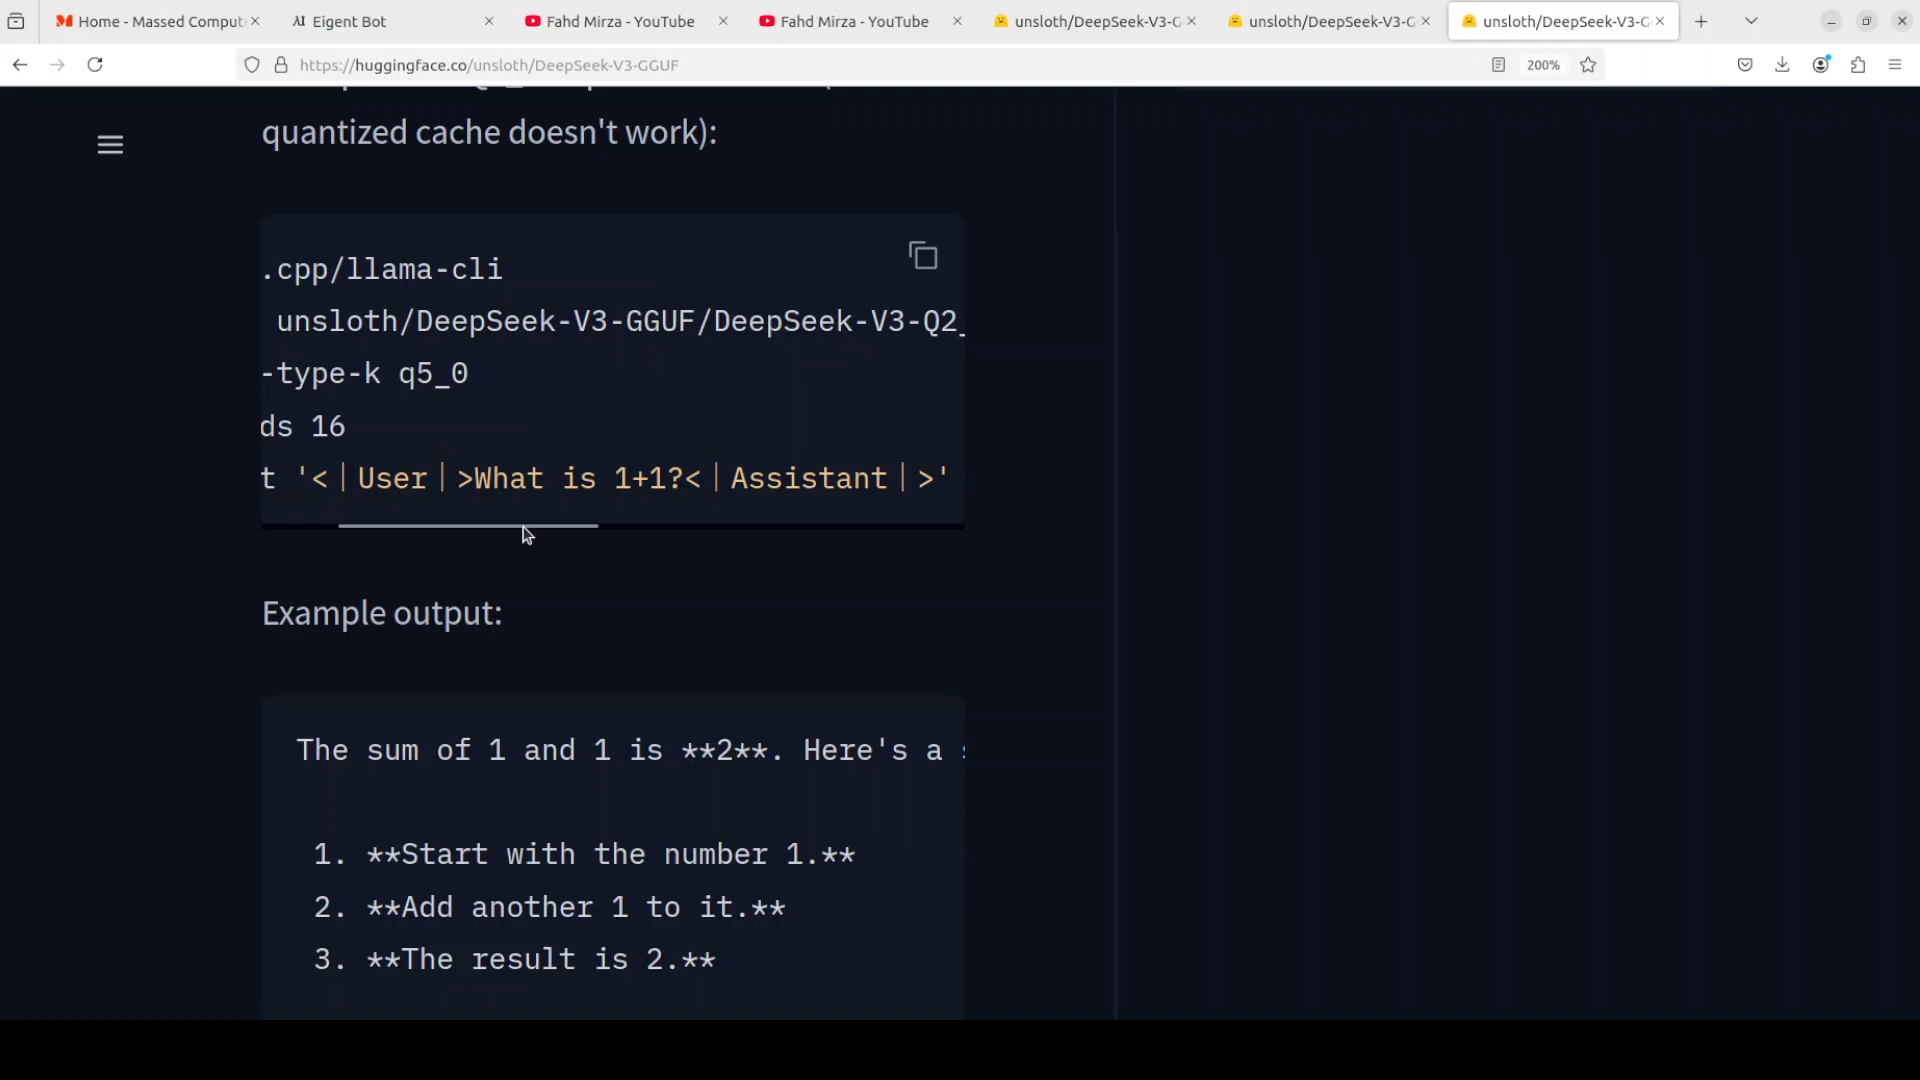 Home - Massed Comput
Eigent Bot
Fahd Mirza - YouTube
Fahd Mirza - YouTube
unsloth/DeepSeek-V3-G
unsloth/DeepSeek-V3-G
unsloth/DeepSeek-V3-G
https://huggingface.co/unsloth/DeepSeek-V3-GGUF
200%
quantized cache doesn't work):
.cpp/llama-cli
unsloth/DeepSeek-V3-GGUF/DeepSeek-V3-Q2_
-type-k q5_0
ds 16
t '<｜User｜>What is 1+1?<｜Assistant｜>'
Example output:
The sum of 1 and 1 is **2**. Here's a
1. **Start with the number 1.**
2. **Add another 1 to it.**
3. **The result is 2.**